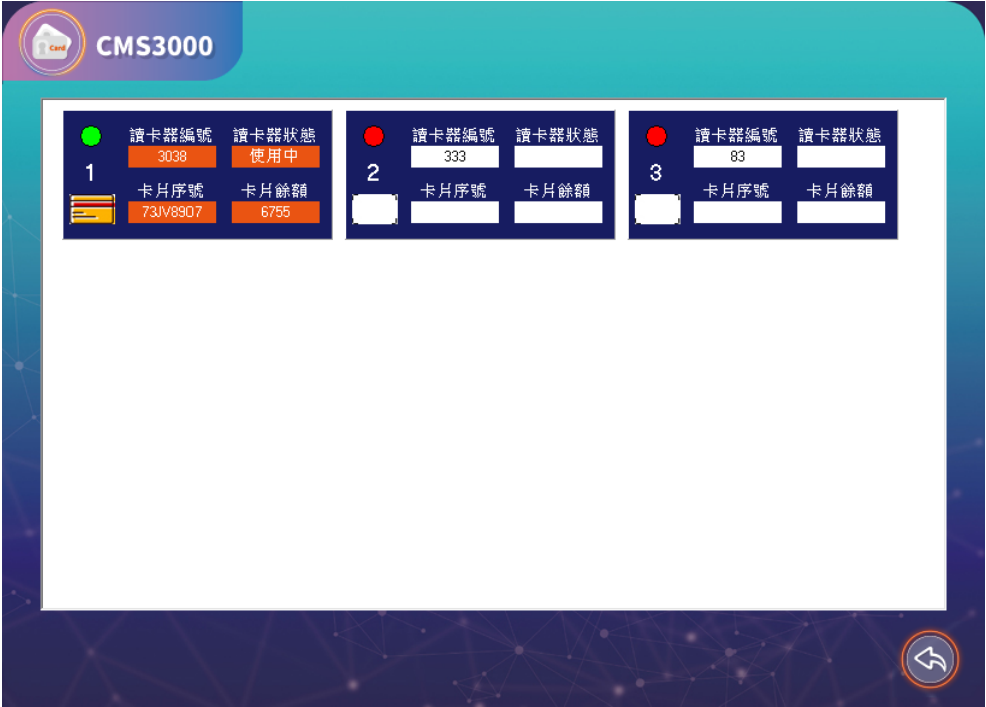 Card
CMS3000
讀卡器編號 讀卡器狀態
3038 使用中
1
卡片序號 卡片餘額
73JV8907 6755
讀卡器編號 讀卡器狀態
333
2
卡片序號 卡片餘額
讀卡器編號 讀卡器狀態
83
3
卡片序號 卡片餘額